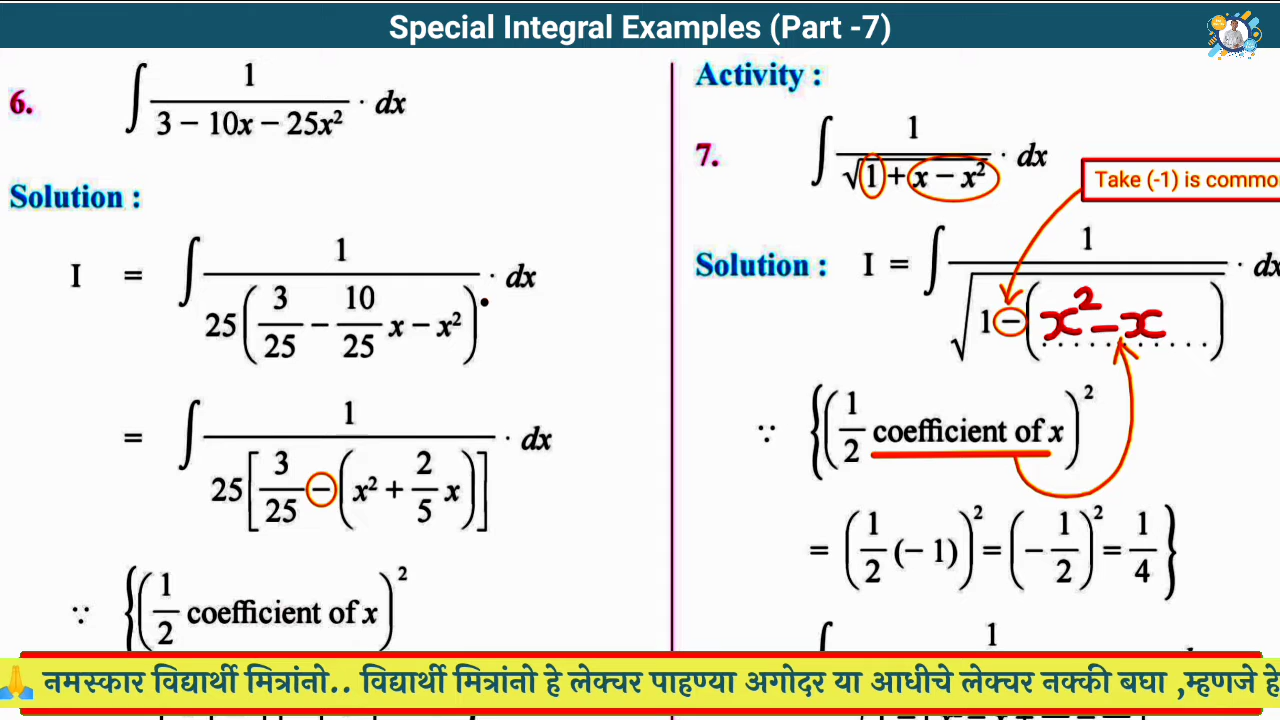 Special Integral Examples (Part -7)
6. ∫ 1 / (3 − 10x − 25x²) · dx
Solution :
I = ∫ 1 / 25(3/25 − 10/25 x − x²) · dx
= ∫ 1 / 25[3/25 − (x² + 2/5 x)] · dx
∵ {(1/2 coefficient of x)²
Activity :
7. ∫ 1 / √(1 + x − x²) · dx
Take (-1) is commo
Solution : I = ∫ 1 / √(1 − (x² − x ..........)) · dx
∵ {(1/2 coefficient of x)²
= (1/2 (− 1))² = (− 1/2)² = 1/4}
∫ 1
🙏 नमस्कार विद्यार्थी मित्रांनो.. विद्यार्थी मित्रांनो हे लेक्चर पाहण्या अगोदर या आधीचे लेक्चर नक्की बघा ,म्हणजे हे